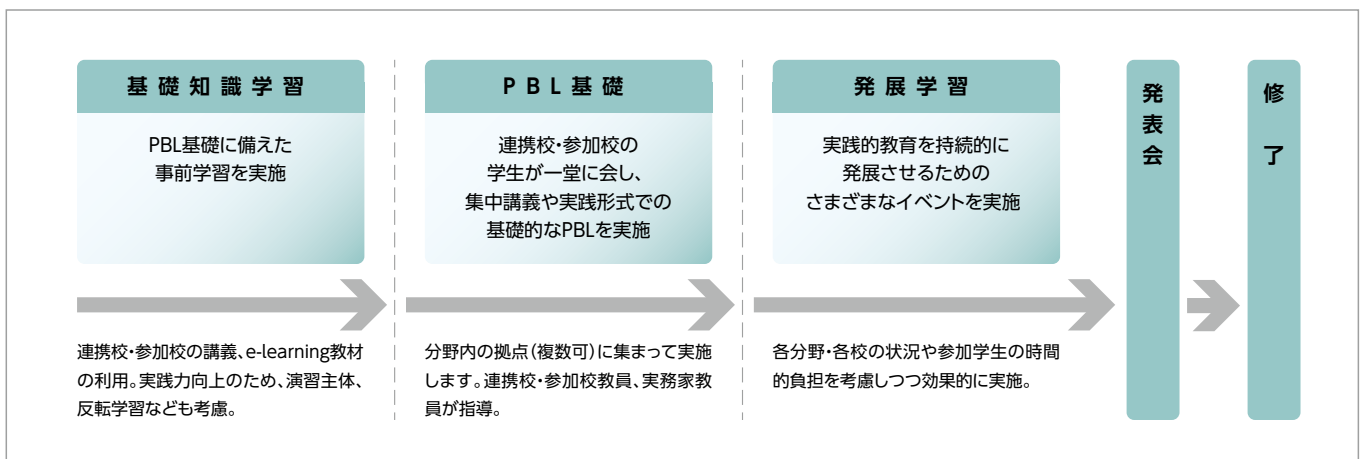 基礎知識学習
PBL基礎に備えた
事前学習を実施
連携校・参加校の講義、e-learning教材
の利用。実践力向上のため、演習主体、
反転学習なども考慮。
PBL基礎
連携校・参加校の
学生が一堂に会し、
集中講義や実践形式での
基礎的なPBLを実施
分野内の拠点(複数可)に集まって実施
します。連携校・参加校教員、実務家教
員が指導。
発展学習
実践的教育を持続的に
発展させるための
さまざまなイベントを実施
各分野・各校の状況や参加学生の時間
的負担を考慮しつつ効果的に実施。
発表会
修了